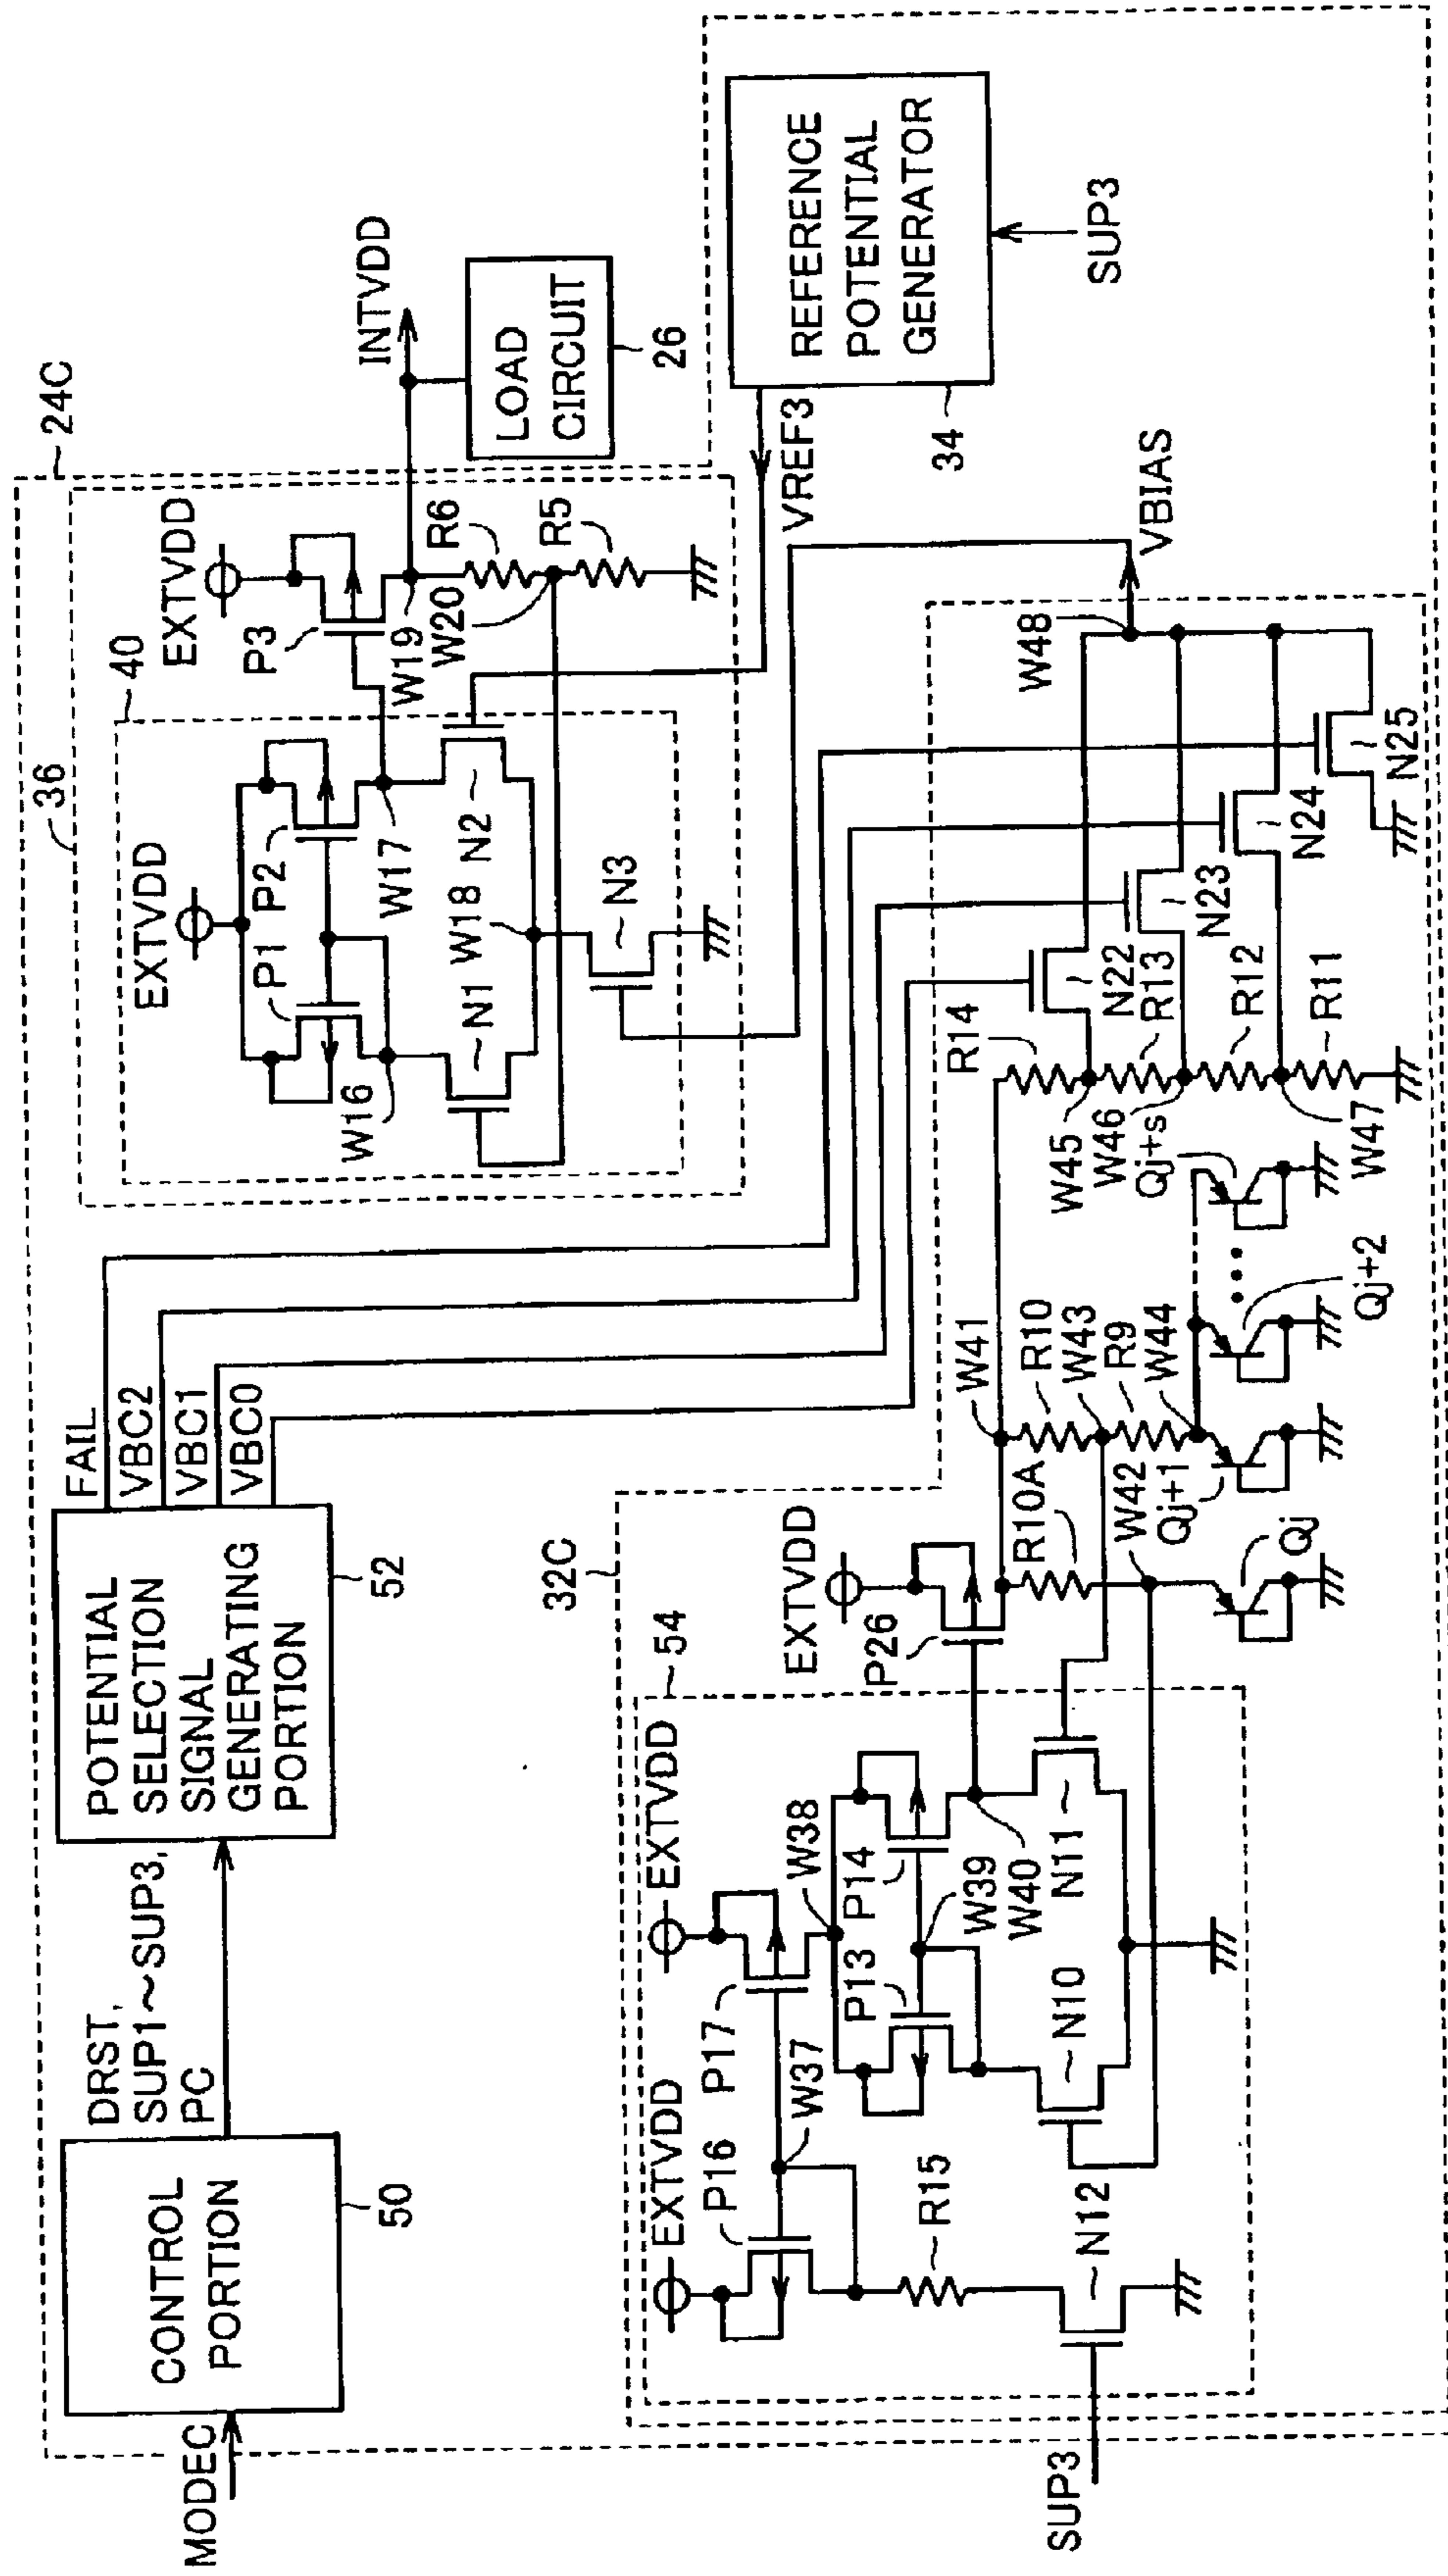 MODEC
CONTROL
PORTION
50
DRST,
SUP1~SUP3,
PC
POTENTIAL
SELECTION
SIGNAL
GENERATING
PORTION
52
FAIL
VBC2
VBC1
VBC0
24C
36
40
EXTVDD
P1
P2
W16
W17
N1
W18
N2
N3
EXTVDD
P3
W19
W20
R6
R5
INTVDD
LOAD
CIRCUIT
26
REFERENCE
POTENTIAL
GENERATOR
34
SUP3
VREF3
VBIAS
32C
54
EXTVDD
P16
W37
P17
EXTVDD
W38
P13
P14
W39
W40
R15
N10
N11
N12
SUP3
EXTVDD
P26
R10A
W41
R10
W43
R9
W44
W42
Qj
Qj+1
Qj+2
Qj+s
R14
W45
W46
W47
N22
R13
R12
R11
N23
N24
N25
W48